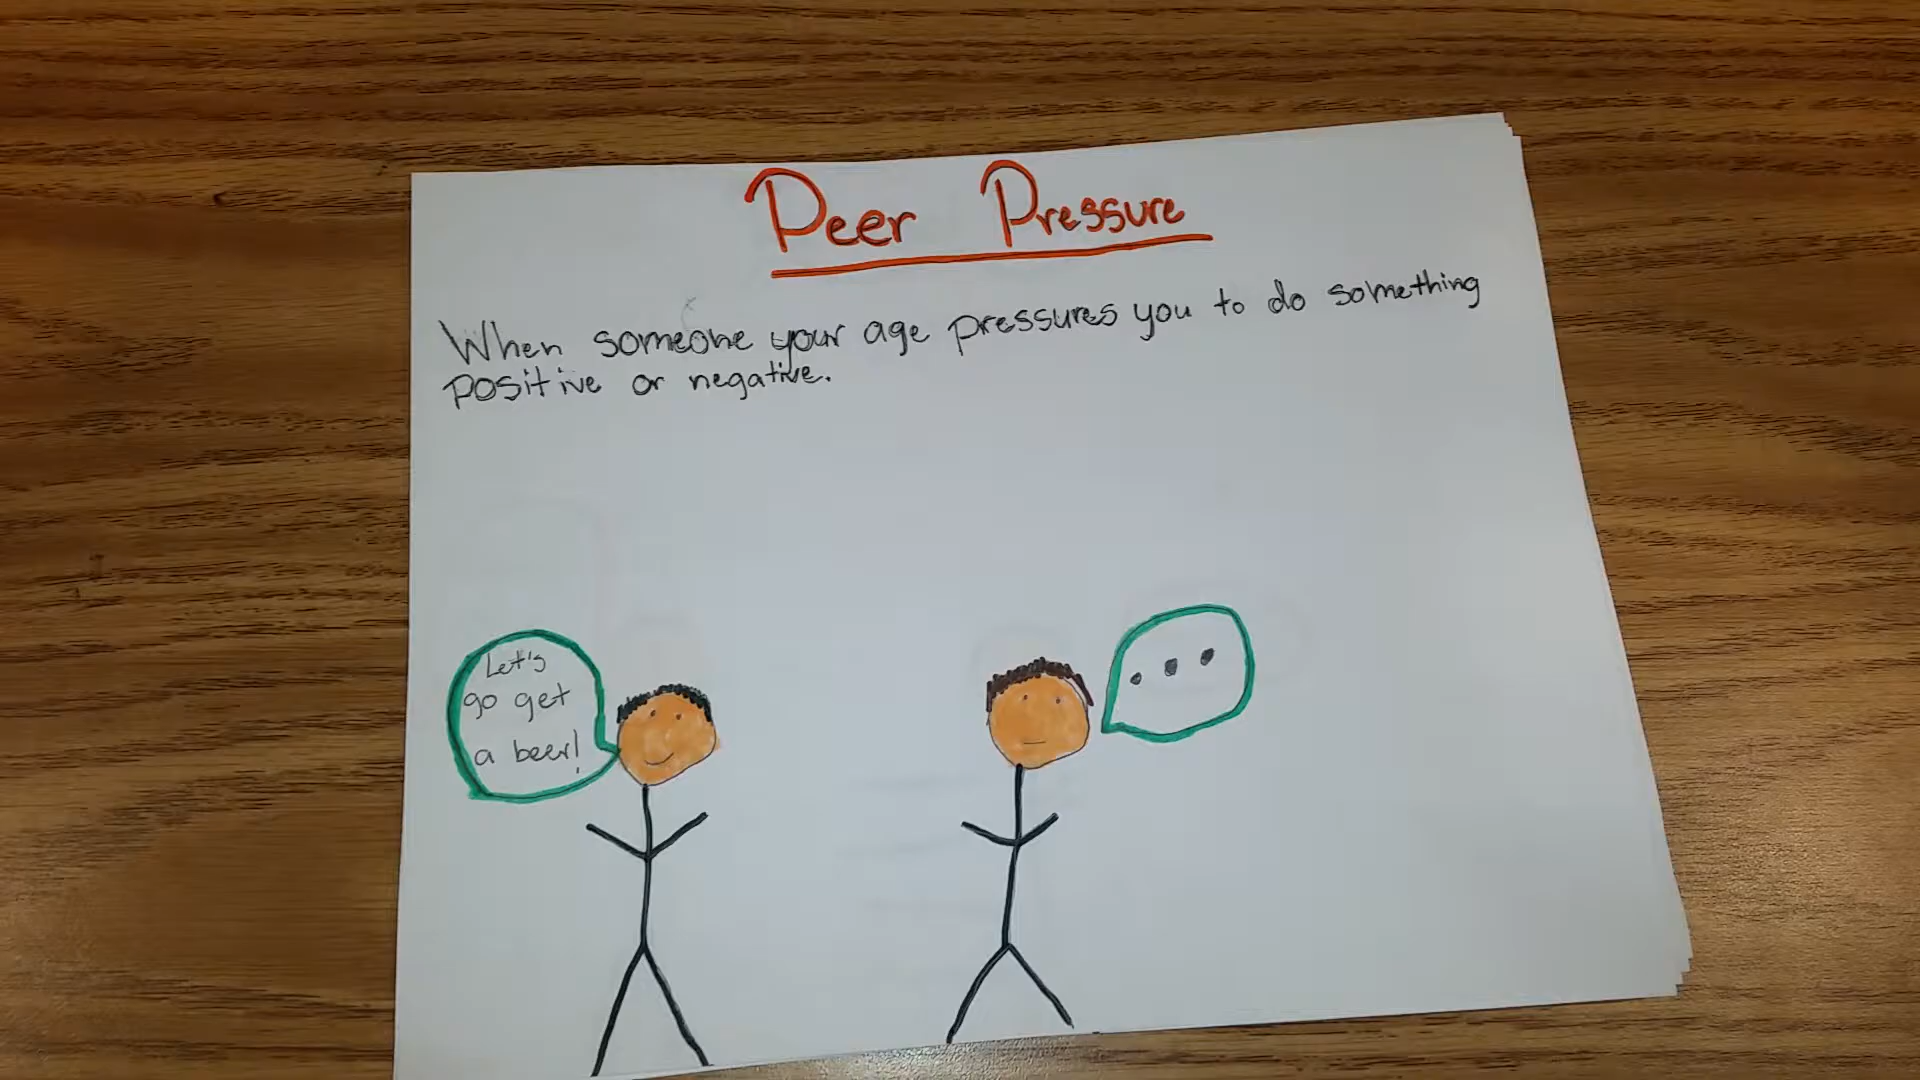 Peer Pressure
When someone your age pressures you to do something
positive or negative.
Let's
go get
a beer!
...